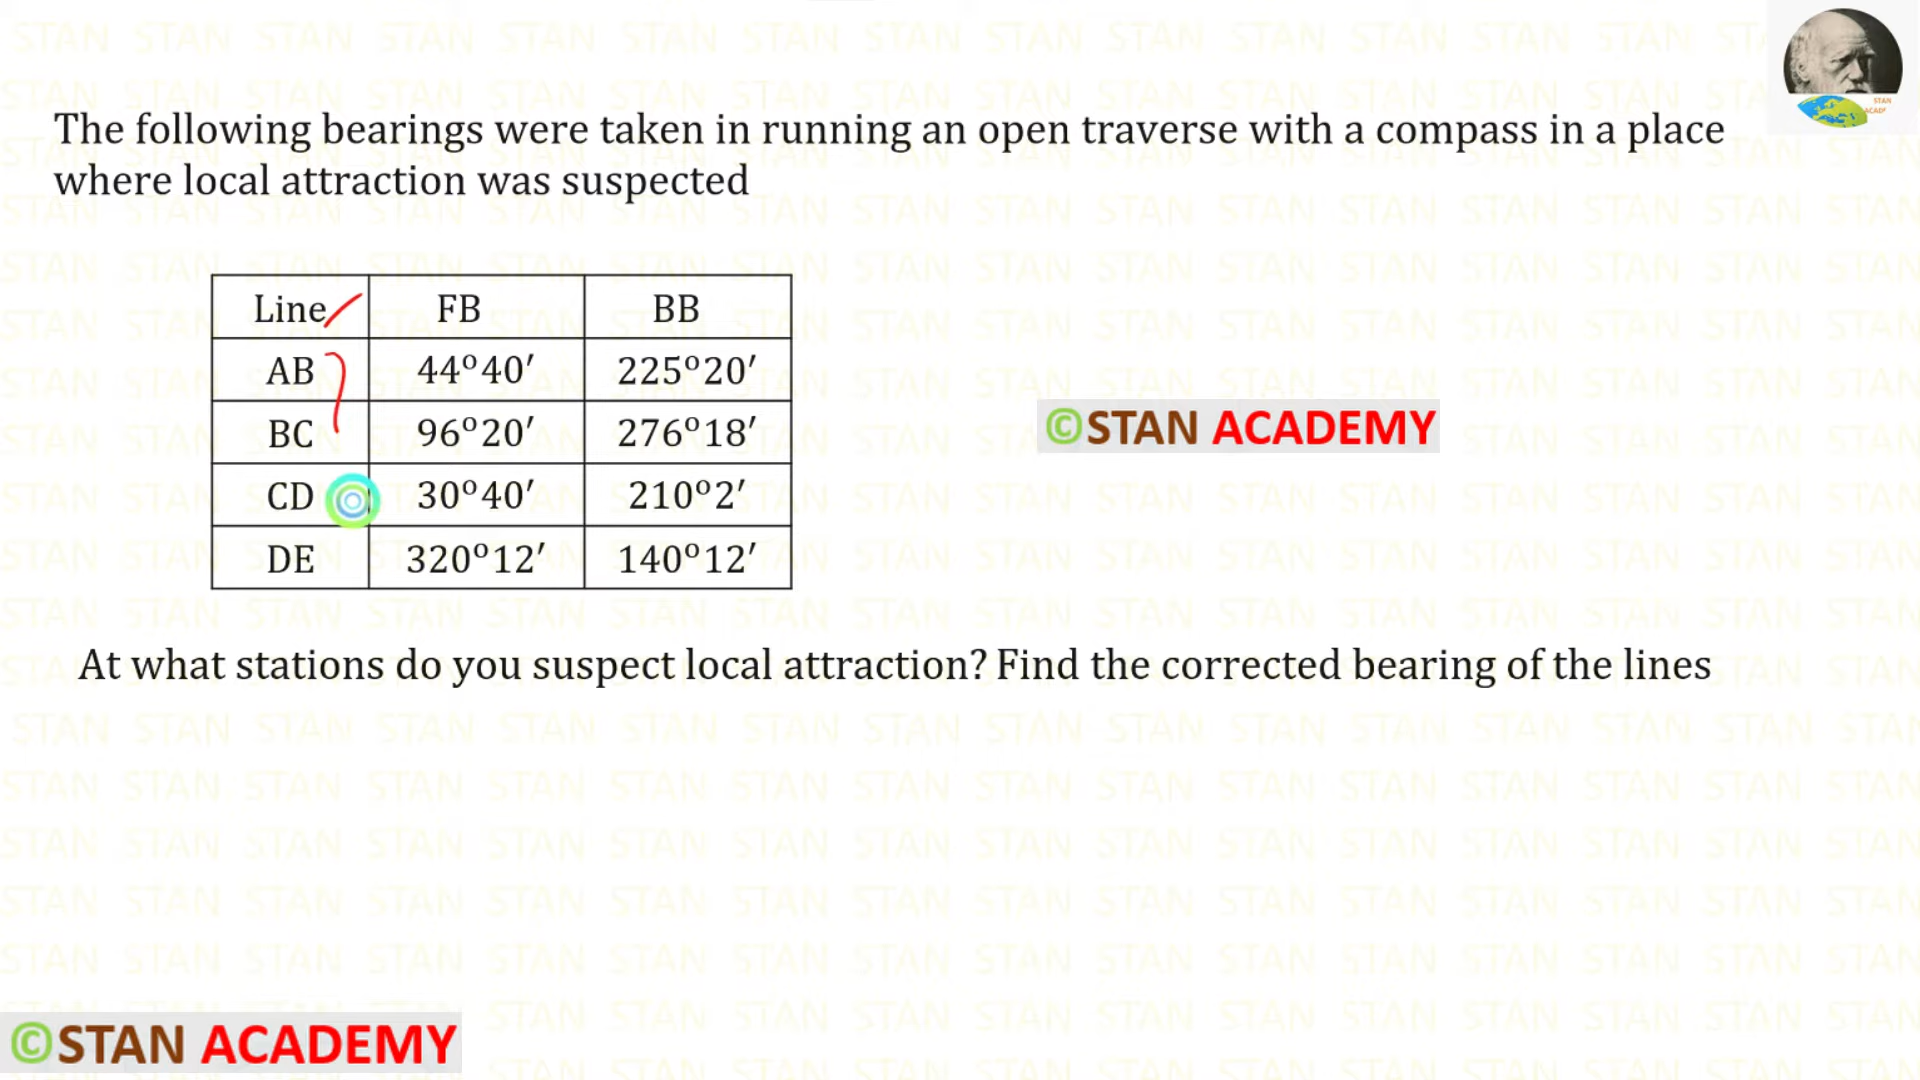 The following bearings were taken in running an open traverse with a compass in a place
where local attraction was suspected
Line FB BB
AB 44°40′ 225°20′
BC 96°20′ 276°18′
CD 30°40′ 210°2′
DE 320°12′ 140°12′
©STAN ACADEMY
At what stations do you suspect local attraction? Find the corrected bearing of the lines
©STAN ACADEMY